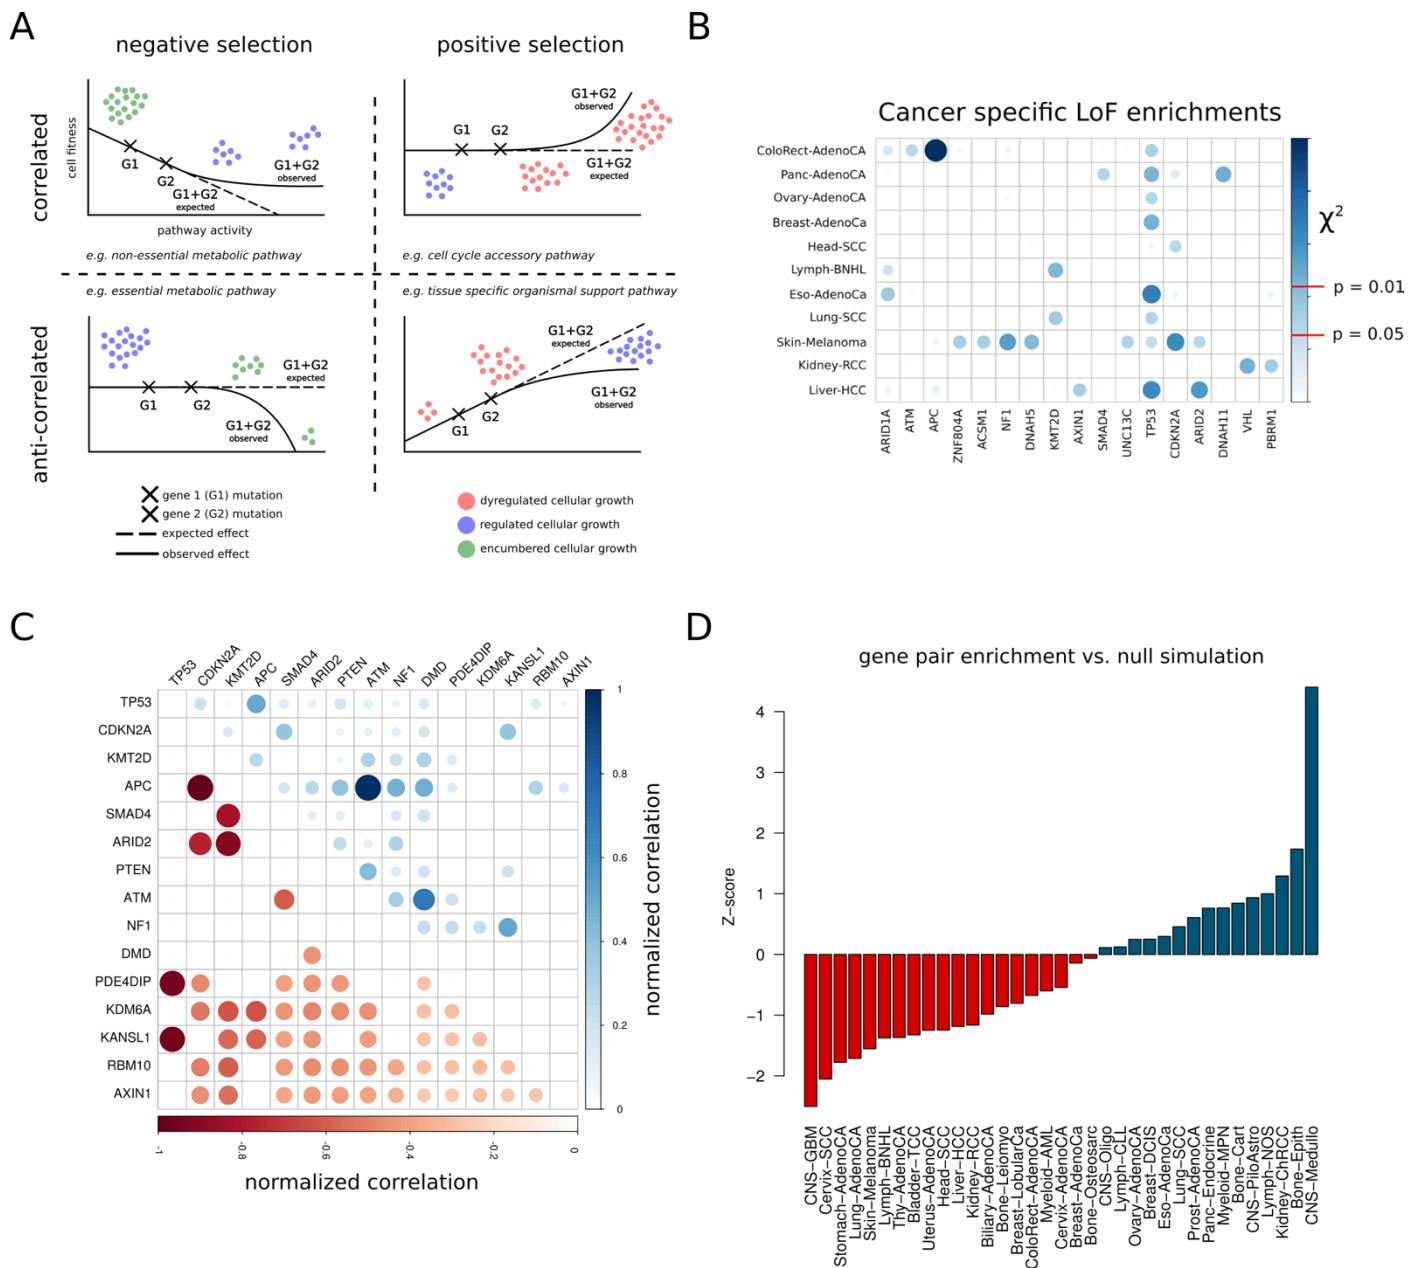 A
negative selection
positive selection
correlated
anti-correlated
cell fitness
G1
G2
G1+G2
observed
G1+G2
expected
pathway activity
e.g. non-essential metabolic pathway
G1
G2
G1+G2
observed
G1+G2
expected
e.g. cell cycle accessory pathway
e.g. essential metabolic pathway
G1
G2
G1+G2
expected
G1+G2
observed
e.g. tissue specific organismal support pathway
G1
G2
G1+G2
expected
G1+G2
observed
gene 1 (G1) mutation
gene 2 (G2) mutation
expected effect
observed effect
dyregulated cellular growth
regulated cellular growth
encumbered cellular growth
B
Cancer specific LoF enrichments
ColoRect-AdenoCA
Panc-AdenoCA
Ovary-AdenoCA
Breast-AdenoCa
Head-SCC
Lymph-BNHL
Eso-AdenoCa
Lung-SCC
Skin-Melanoma
Kidney-RCC
Liver-HCC
ARID1A
ATM
APC
ZNF804A
ACSM1
NF1
DNAH5
KMT2D
AXIN1
SMAD4
UNC13C
TP53
CDKN2A
ARID2
DNAH11
VHL
PBRM1
χ²
p = 0.01
p = 0.05
C
TP53
CDKN2A
KMT2D
APC
SMAD4
ARID2
PTEN
ATM
NF1
DMD
PDE4DIP
KDM6A
KANSL1
RBM10
AXIN1
TP53
CDKN2A
KMT2D
APC
SMAD4
ARID2
PTEN
ATM
NF1
DMD
PDE4DIP
KDM6A
KANSL1
RBM10
AXIN1
1
0.8
0.6
0.4
0.2
0
normalized correlation
-1
-0.8
-0.6
-0.4
-0.2
0
normalized correlation
D
gene pair enrichment vs. null simulation
Z−score
4
3
2
1
0
−1
−2
CNS−GBM
Cervix−SCC
Stomach−AdenoCA
Lung−AdenoCA
Skin−Melanoma
Lymph−BNHL
Thy−AdenoCA
Bladder−TCC
Uterus−AdenoCA
Head−SCC
Liver−HCC
Kidney−RCC
Biliary−AdenoCA
Bone−Leiomyo
Breast−LobularCa
ColoRect−AdenoCA
Myeloid−AML
Cervix−AdenoCA
Breast−AdenoCa
Bone−Osteosarc
CNS−Oligo
Lymph−CLL
Ovary−AdenoCA
Breast−DCIS
Eso−AdenoCa
Lung−SCC
Prost−AdenoCA
Panc−Endocrine
Myeloid−MPN
Bone−Cart
CNS−PiloAstro
Lymph−NOS
Kidney−ChRCC
Bone−Epith
CNS−Medullo